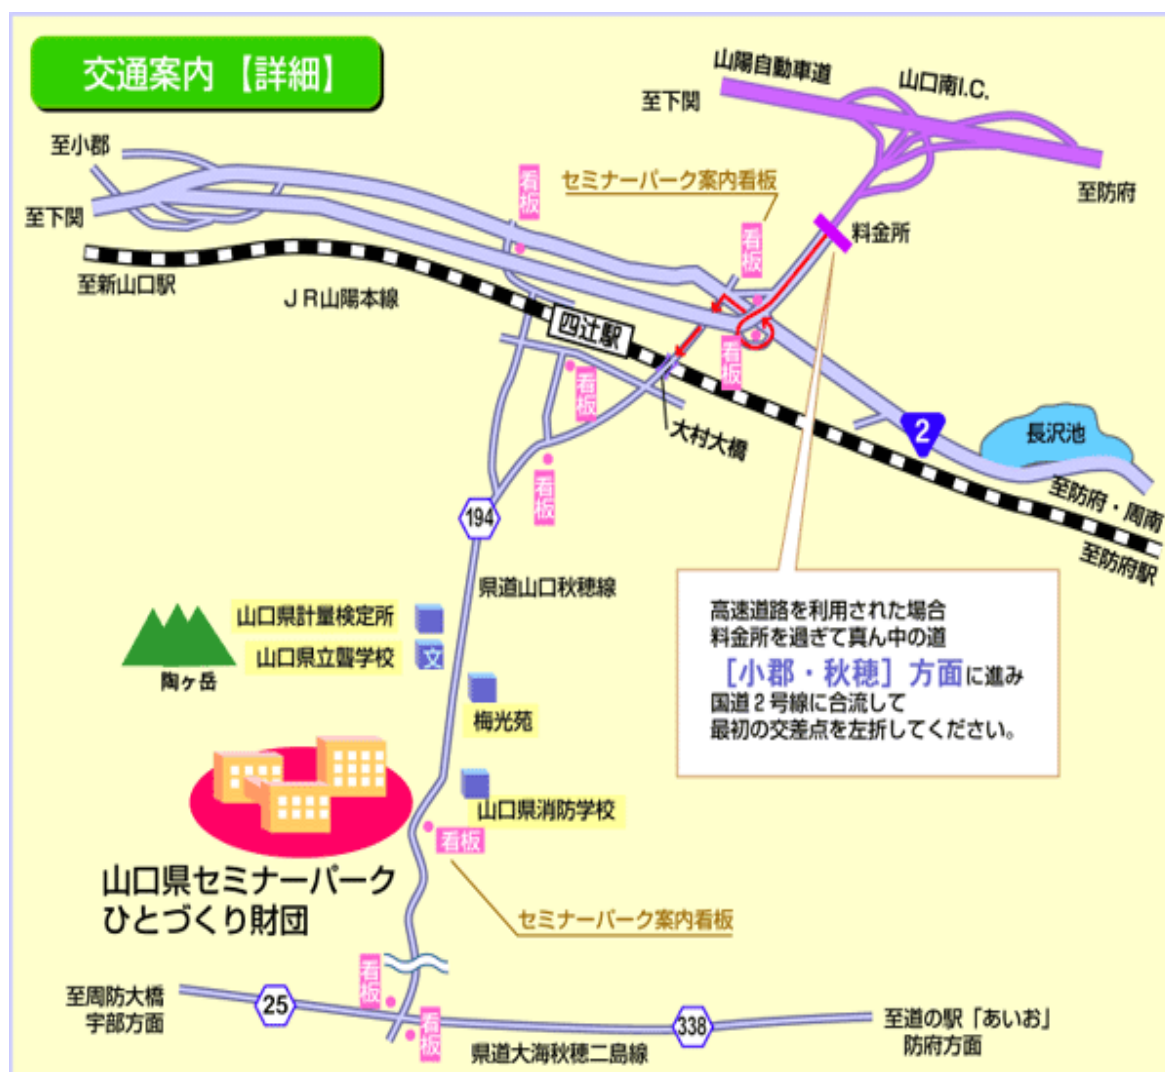 交通案内【詳細】
山陽自動車道
山口南I.C.
至下関
至防府
至小郡
至下関
看板
セミナーパーク案内看板
看板
料金所
至新山口駅
JR山陽本線
四辻駅
看板
看板
大村大橋
2
長沢池
至防府・周南
至防府駅
看板
194
県道山口秋穂線
高速道路を利用された場合
料金所を過ぎて真ん中の道
［小郡・秋穂］方面に進み
国道2号線に合流して
最初の交差点を左折してください。
山口県計量検定所
山口県立聾学校
文
陶ヶ岳
梅光苑
山口県消防学校
看板
山口県セミナーパーク
ひとづくり財団
セミナーパーク案内看板
看板
至周防大橋
宇部方面
25
看板
県道大海秋穂二島線
338
至道の駅「あいお」
防府方面